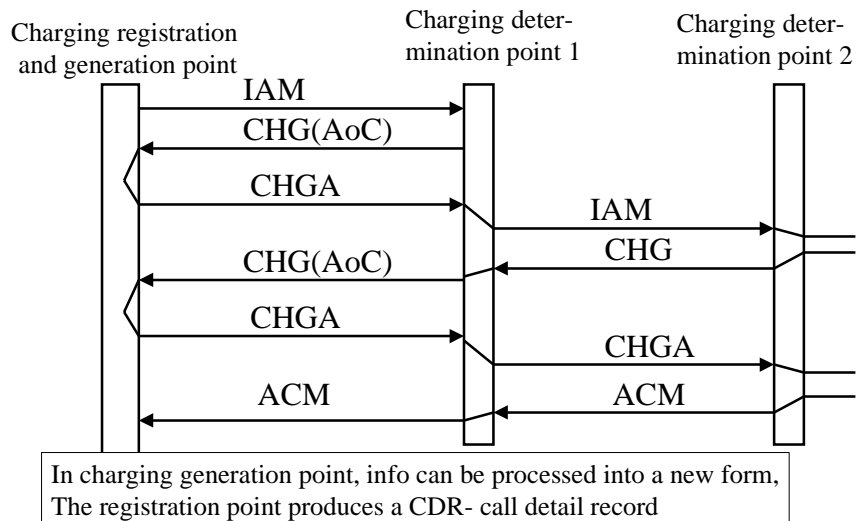 Charging registration
and generation point
Charging deter-
mination point 1
Charging deter-
mination point 2
IAM
CHG(AoC)
CHGA
IAM
CHG
CHG(AoC)
CHGA
CHGA
ACM
ACM
In charging generation point, info can be processed into a new form,
The registration point produces a CDR- call detail record